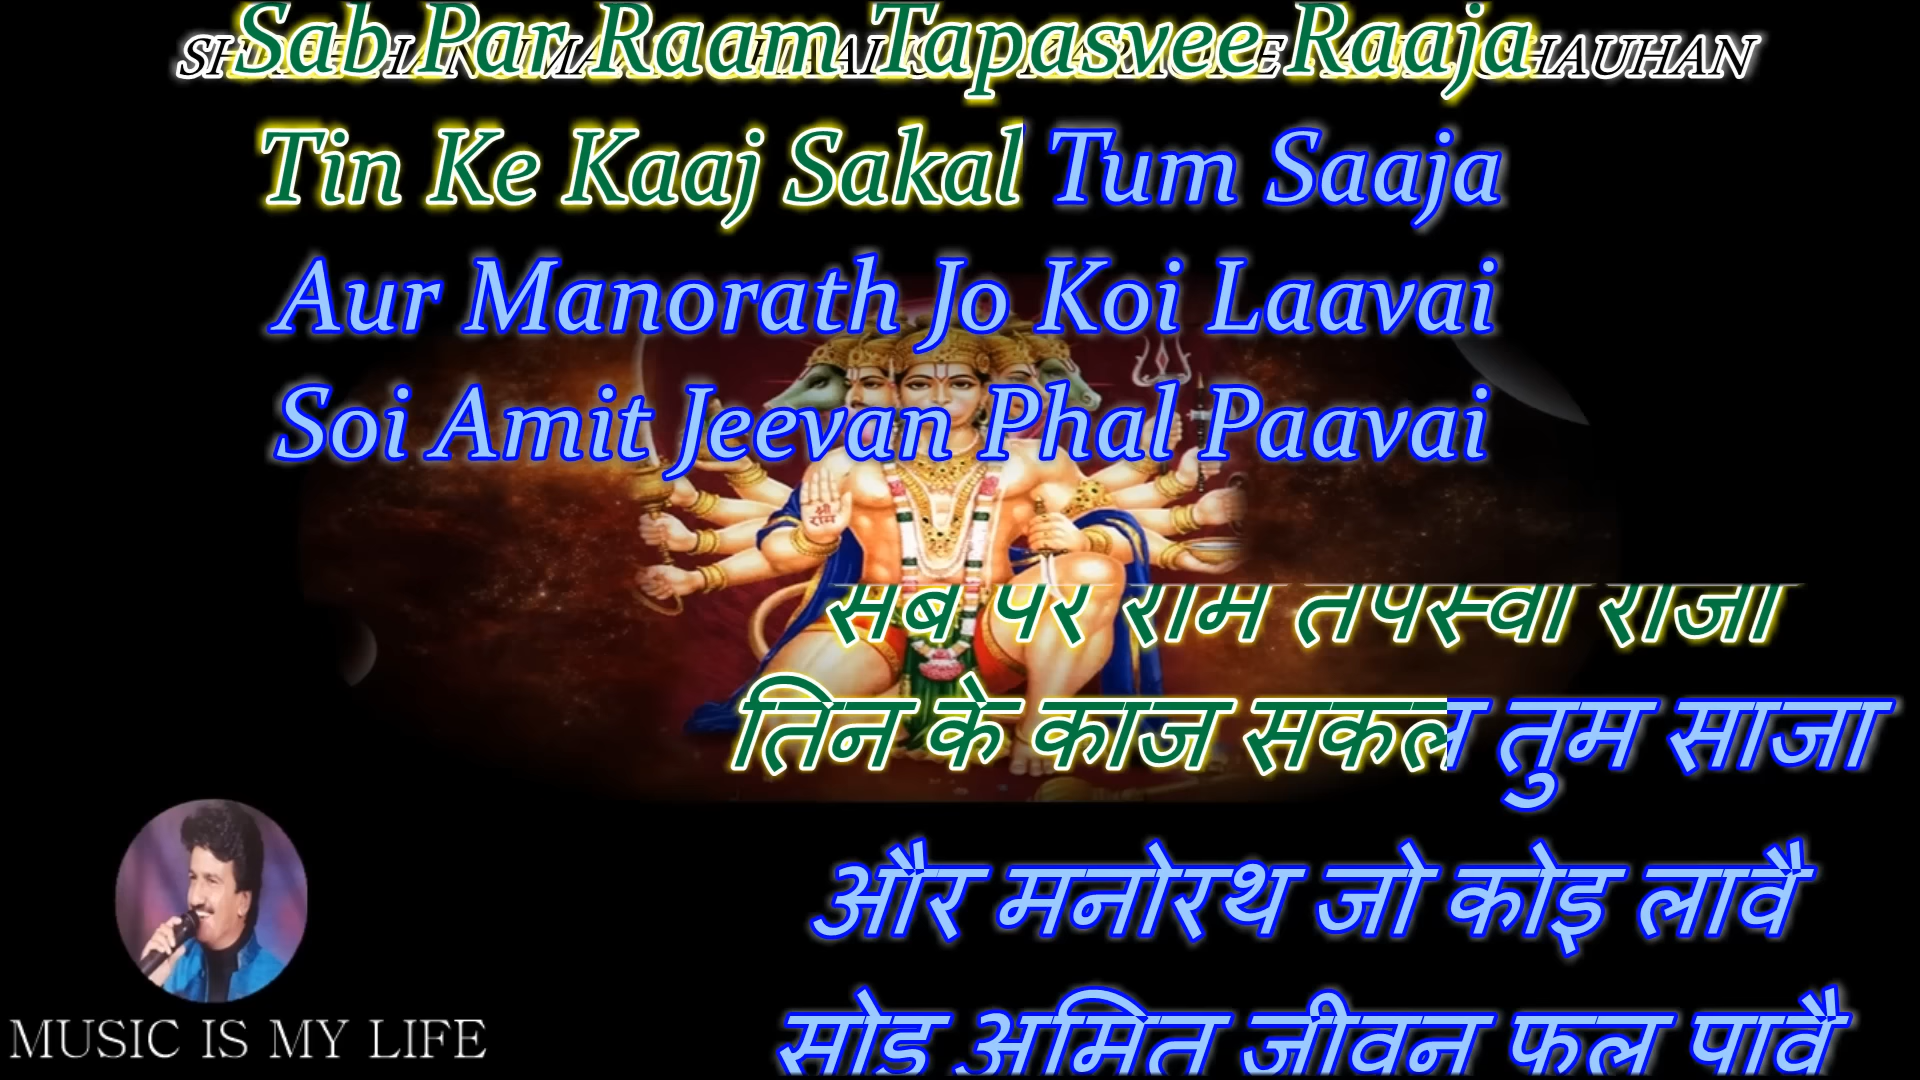 Sab Par Raam Tapasvee Raaja
CHAUHAN
Tin Ke Kaaj Sakal Tum Saaja
Aur Manorath Jo Koi Laavai
Soi Amit Jeevan Phal Paavai
श्री
राम
सब पर राम तपस्वी राजा
तिन के काज सकल तुम साजा
और मनोरथ जो कोइ लावै
सोइ अमित जीवन फल पावै
MUSIC IS MY LIFE